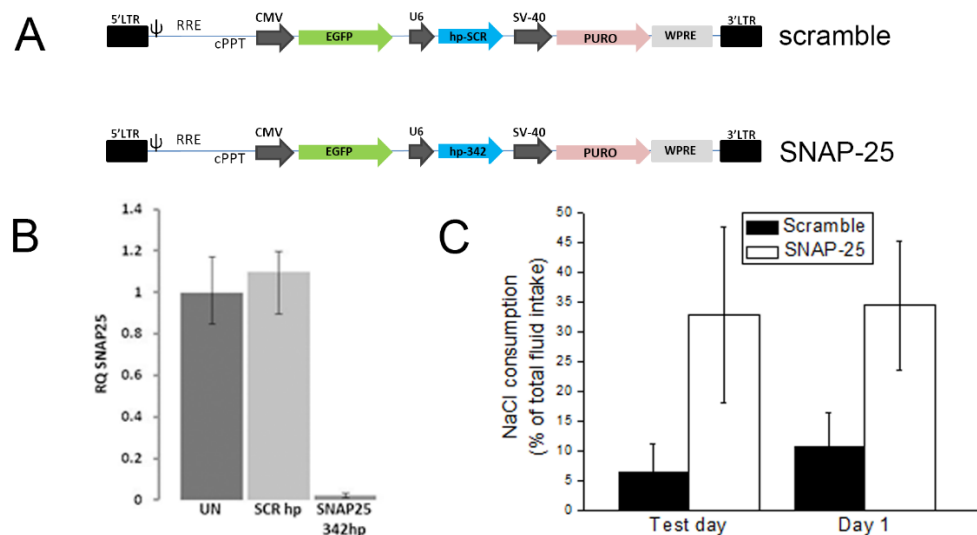 A
5'LTR ψ RRE cPPT CMV EGFP U6 hp-SCR SV-40 PURO WPRE 3'LTR scramble
5'LTR ψ RRE cPPT CMV EGFP U6 hp-342 SV-40 PURO WPRE 3'LTR SNAP-25
B
RQ SNAP25
1.4
1.2
1
0.8
0.6
0.4
0.2
0
UN SCR hp SNAP25
342hp
C
NaCl consumption
(% of total fluid intake)
50
45
40
35
30
25
20
15
10
5
0
Scramble
SNAP-25
Test day Day 1